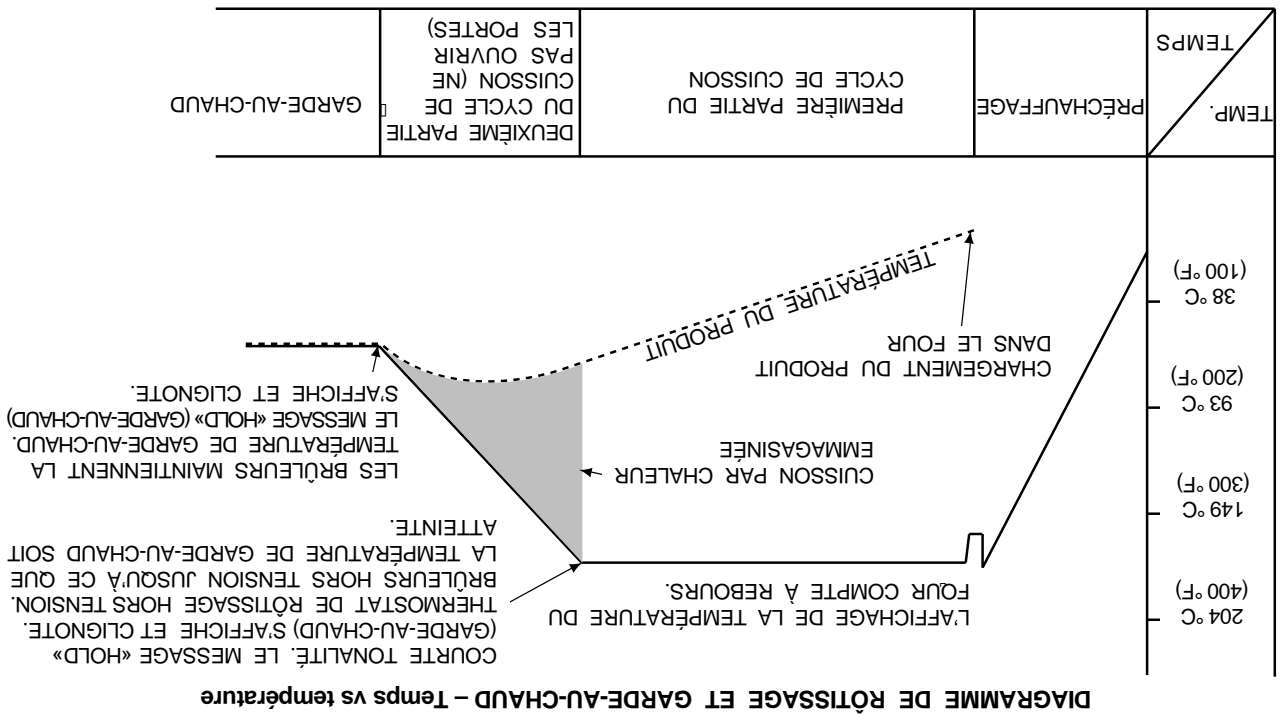 DIAGRAMME DE RÔTISSAGE ET GARDE-AU-CHAUD – Temps vs température
204 °C
(400 °F)
149 °C
(300 °F)
93 °C
(200 °F)
38 °C
(100 °F)
L'AFFICHAGE DE LA TEMPÉRATURE DU
FOUR COMPTE À REBOURS.
COURTE TONALITÉ. LE MESSAGE «HOLD»
(GARDE-AU-CHAUD) S'AFFICHE ET CLIGNOTE.
THERMOSTAT DE RÔTISSAGE HORS TENSION.
BRÛLEURS HORS TENSION JUSQU'À CE QUE
LA TEMPÉRATURE DE GARDE-AU-CHAUD SOIT
ATTEINTE.
CUISSON PAR CHALEUR
EMMAGASINÉE
LES BRÛLEURS MAINTIENNENT LA
TEMPÉRATURE DE GARDE-AU-CHAUD.
LE MESSAGE «HOLD» (GARDE-AU-CHAUD)
S'AFFICHE ET CLIGNOTE.
CHARGEMENT DU PRODUIT
DANS LE FOUR
TEMPÉRATURE DU PRODUIT
TEMP.
TEMPS
PRÉCHAUFFAGE
PREMIÈRE PARTIE DU
CYCLE DE CUISSON
DEUXIÈME PARTIE
DU CYCLE DE
CUISSON (NE
PAS OUVRIR
LES PORTES)
GARDE-AU-CHAUD